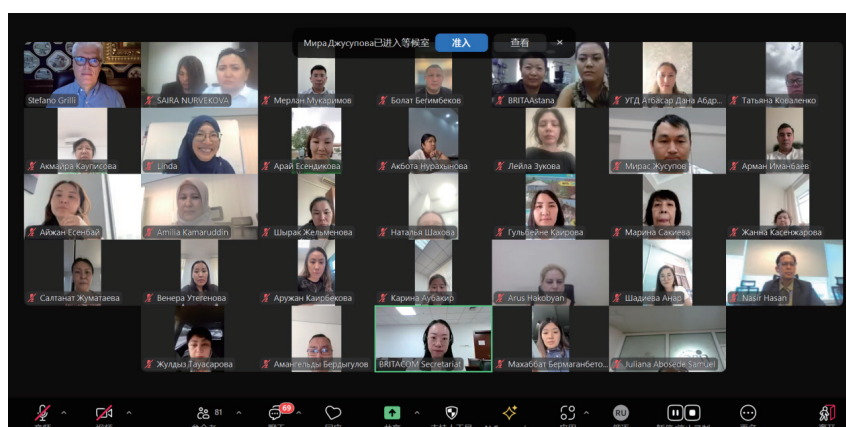 Мира Джусупова已进入等候室 准入 查看 ×
Stefano Grilli SAIRA NURVEKOVA Мерлан Мукаримов Болат Бегимбеков BRITAAstana УГД Атбасар Дана Абдр... Татьяна Коваленко
Акмайра Кауписова Linda Арай Есендикова Акбота Нурахынова Лейла Зукова Мирас Жусупов Арман Иманбаев
Айжан Есенбай Amilia Kamaruddin Шырак Жельменова Наталья Шахова Гульбейне Каирова Марина Сакиева Жанна Касенжарова
Салтанат Жуматаева Венера Утегенова Аружан Каирбекова Карина Аубакир Arus Hakobyan Шадиева Анар Nasir Hasan
Жулдыз Тауасарова Амангельды Бердыгулов BRITACOM Secretariat Махаббат Бермаганбето... Juliana Abosede Samuel
81 69 RU